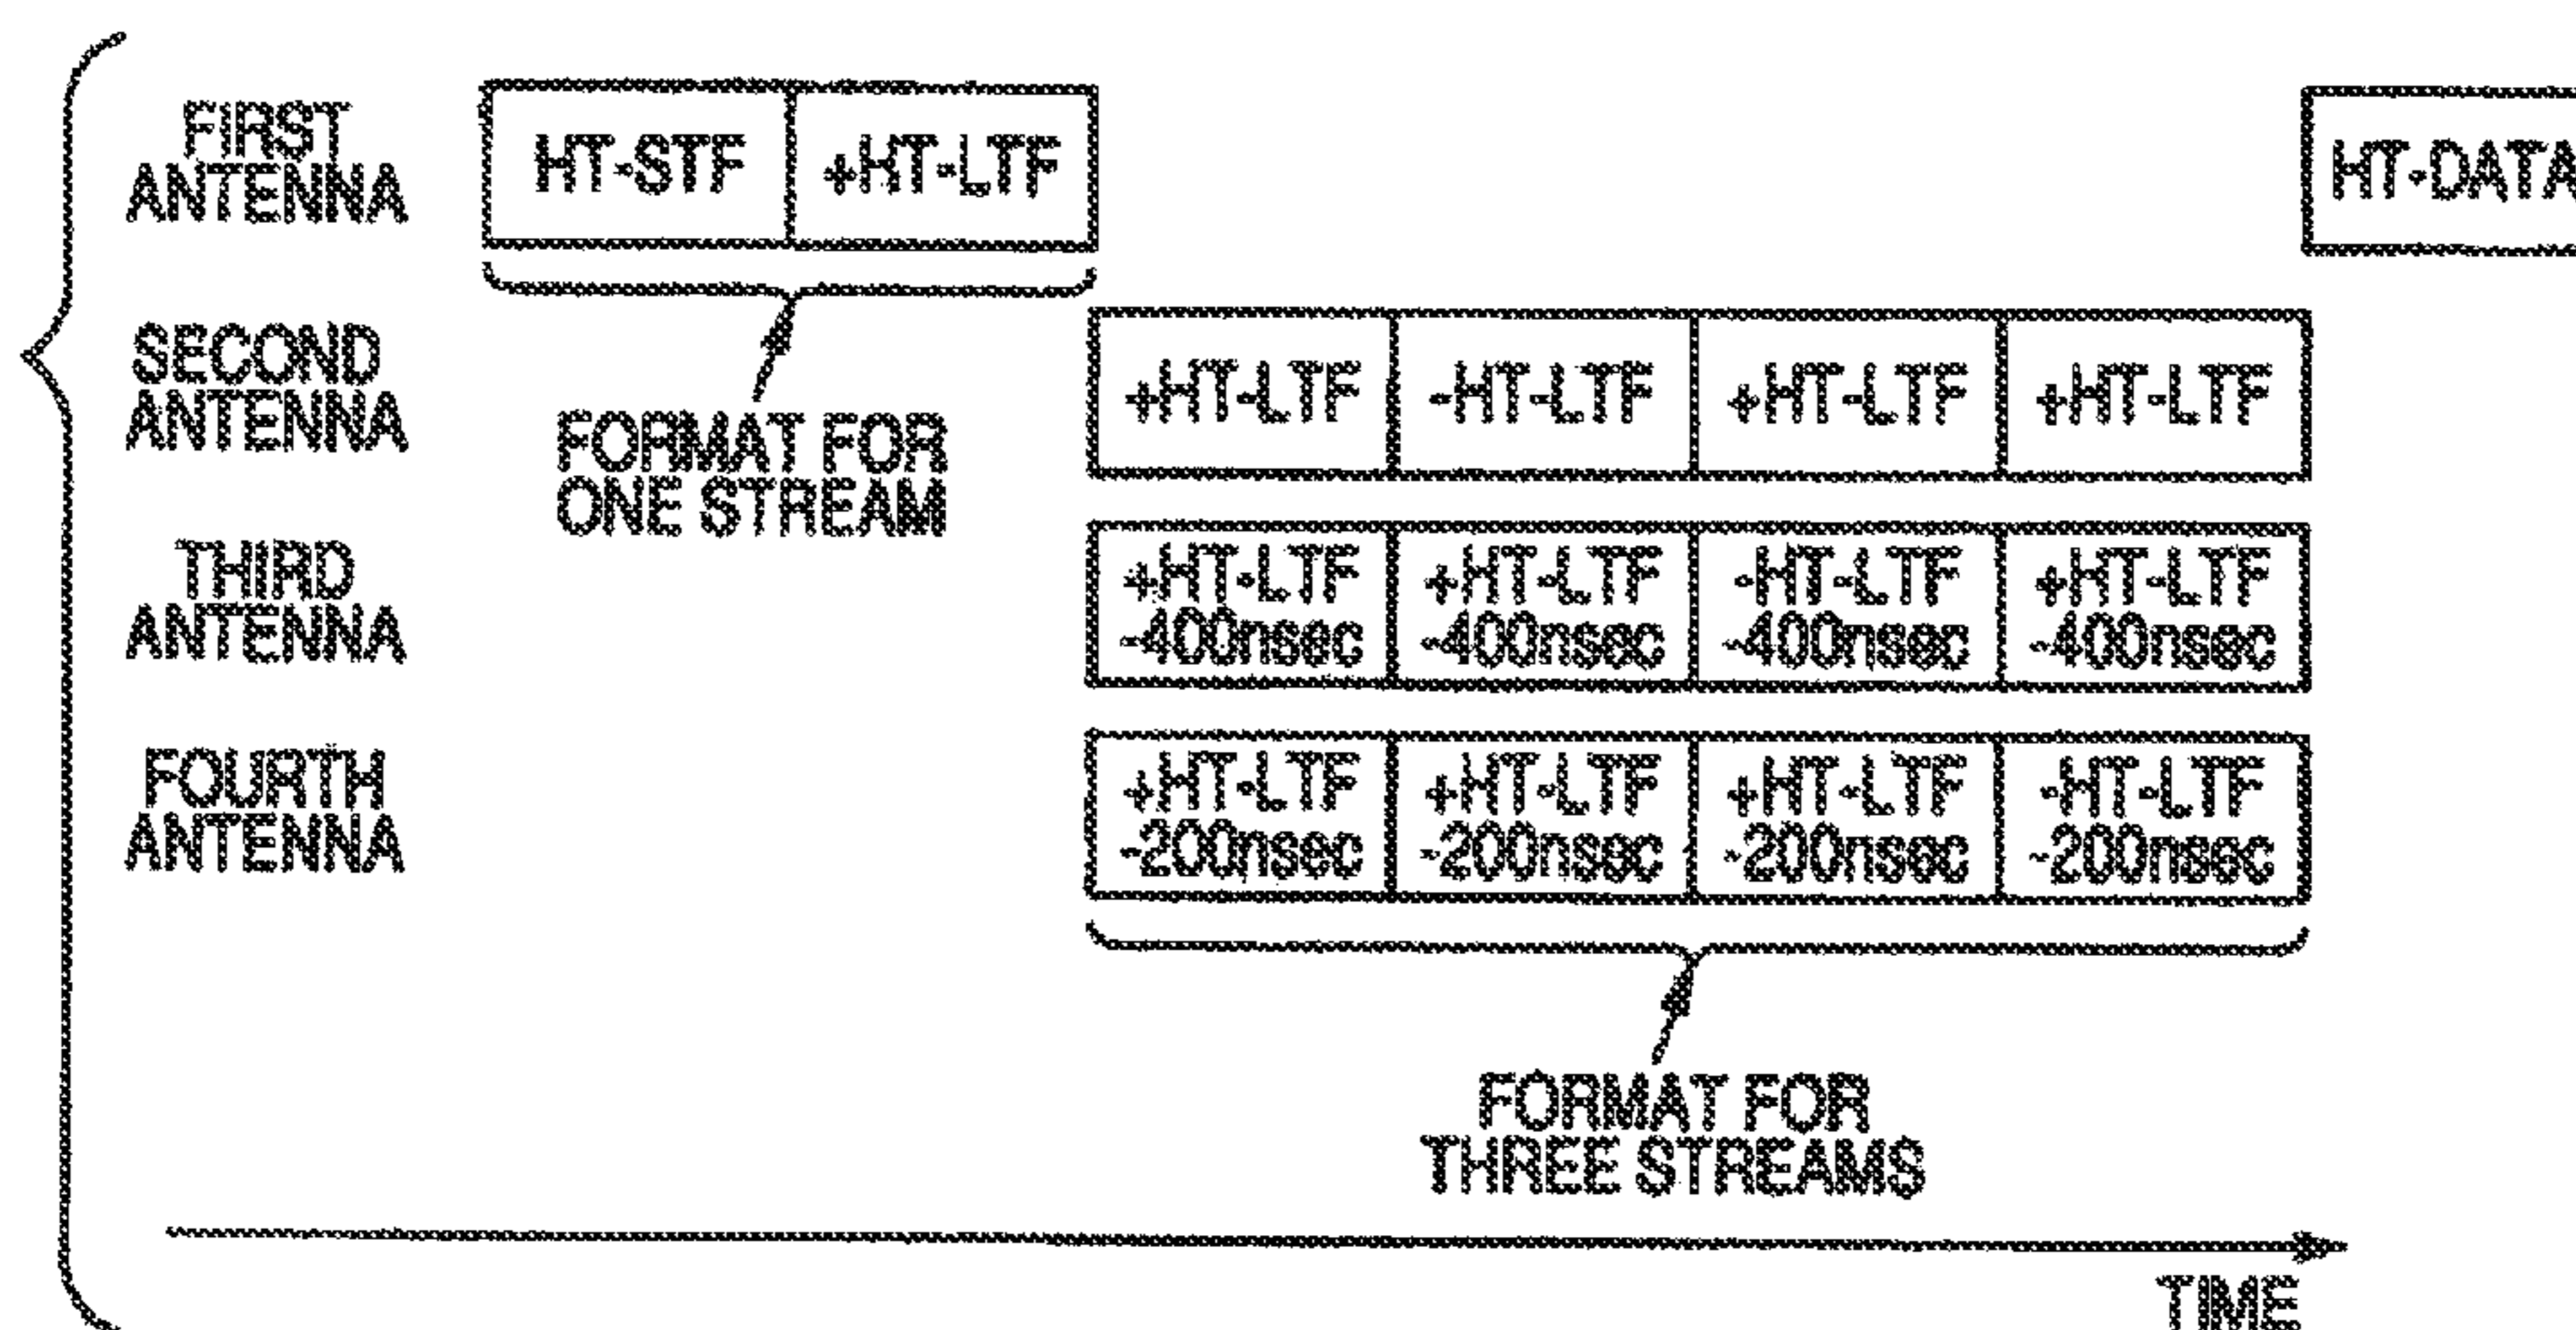 FIRST
ANTENNA
HT-STF
+HT-LTF
HT-DATA
SECOND
ANTENNA
FORMAT FOR
ONE STREAM
+HT-LTF
-HT-LTF
+HT-LTF
+HT-LTF
THIRD
ANTENNA
+HT-LTF
-400nsec
+HT-LTF
-400nsec
-HT-LTF
-400nsec
+HT-LTF
-400nsec
FOURTH
ANTENNA
+HT-LTF
-200nsec
+HT-LTF
-200nsec
+HT-LTF
-200nsec
-HT-LTF
-200nsec
FORMAT FOR
THREE STREAMS
TIME